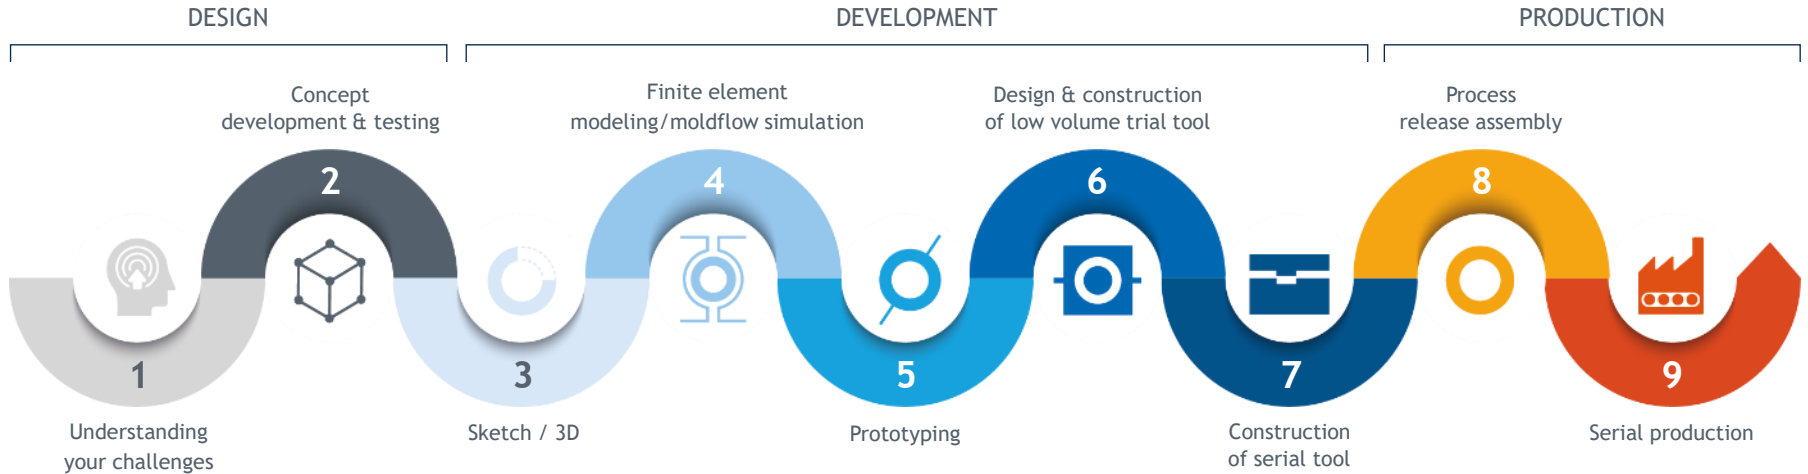 DESIGN
DEVELOPMENT
PRODUCTION
Concept
development & testing
Finite element
modeling/moldflow simulation
Design & construction
of low volume trial tool
Process
release assembly
2
4
6
8
1
3
5
7
9
Understanding
your challenges
Sketch / 3D
Prototyping
Construction
of serial tool
Serial production